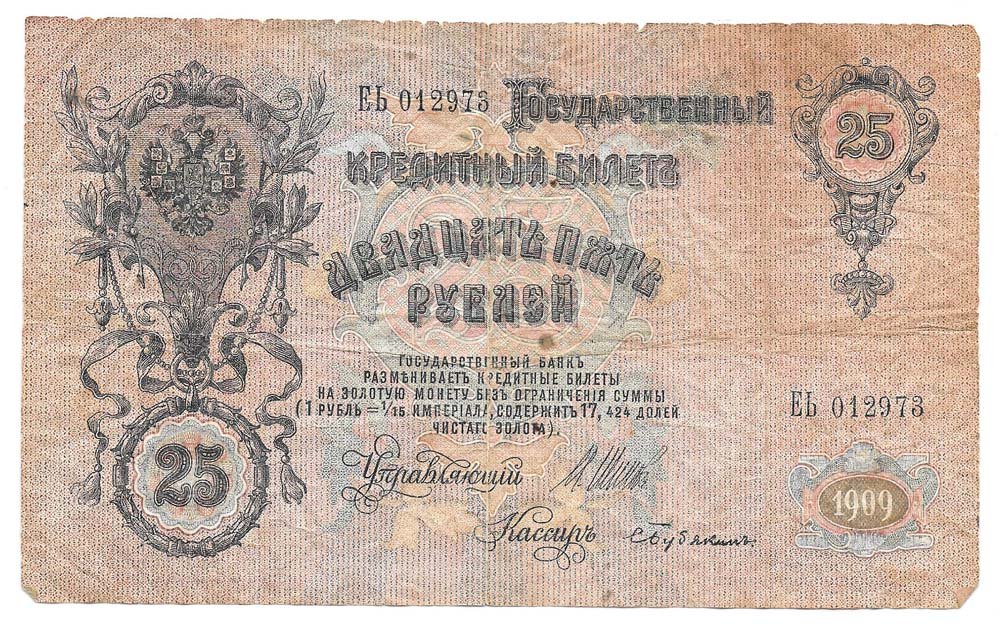 ЕЬ 012973 Государственный
25
Кредитный Билетъ
Двадцать Пять
Рублей
Государственный Банкъ
размѣниваетъ кредитные билеты
на золотую монету безъ ограниченія суммы
(1 рубль = 1/15 имперіала, содержитъ 17,424 долей
чистаго золота).
ЕЬ 012973
25
Управляющій
1909
Кассиръ